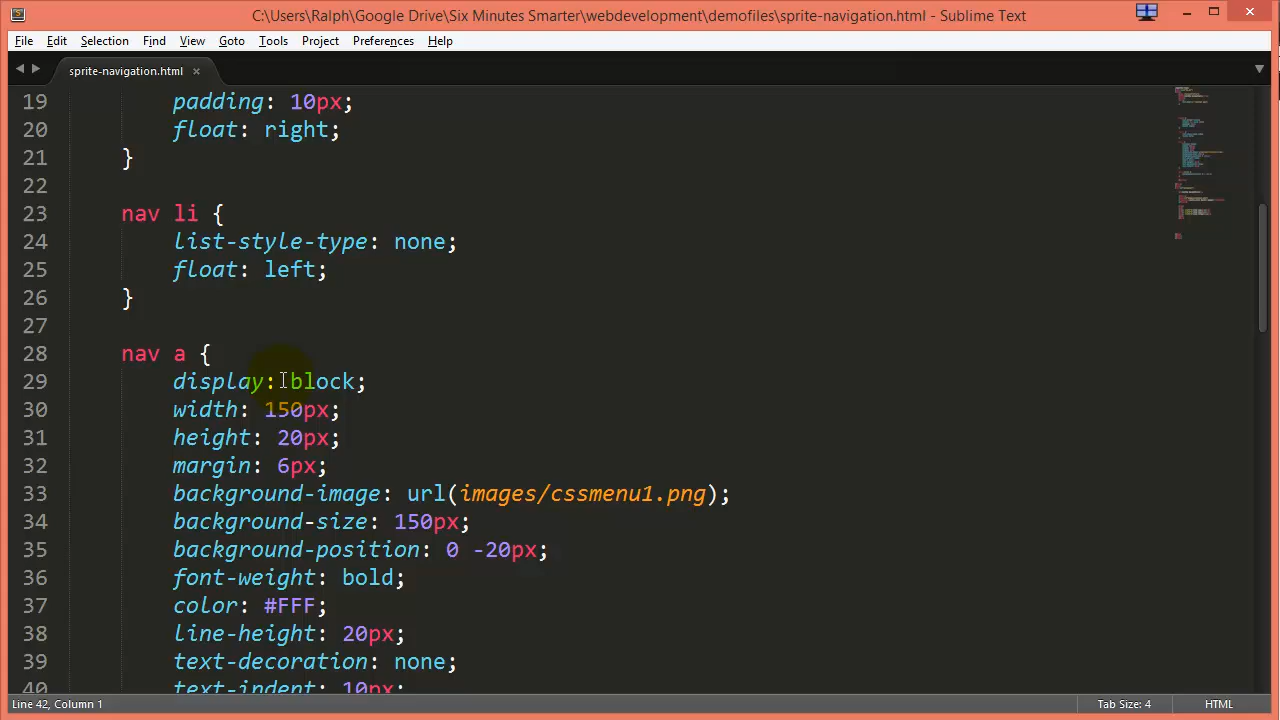 C:\Users\Ralph\Google Drive\Six Minutes Smarter\webdevelopment\demofiles\sprite-navigation.html - Sublime Text
File Edit Selection Find View Goto Tools Project Preferences Help
sprite-navigation.html ×
19 padding: 10px;
20 float: right;
21 }
22
23 nav li {
24 list-style-type: none;
25 float: left;
26 }
27
28 nav a {
29 display: block;
30 width: 150px;
31 height: 20px;
32 margin: 6px;
33 background-image: url(images/cssmenu1.png);
34 background-size: 150px;
35 background-position: 0 -20px;
36 font-weight: bold;
37 color: #FFF;
38 line-height: 20px;
39 text-decoration: none;
40 text-indent: 10px;
Line 42, Column 1 Tab Size: 4 HTML